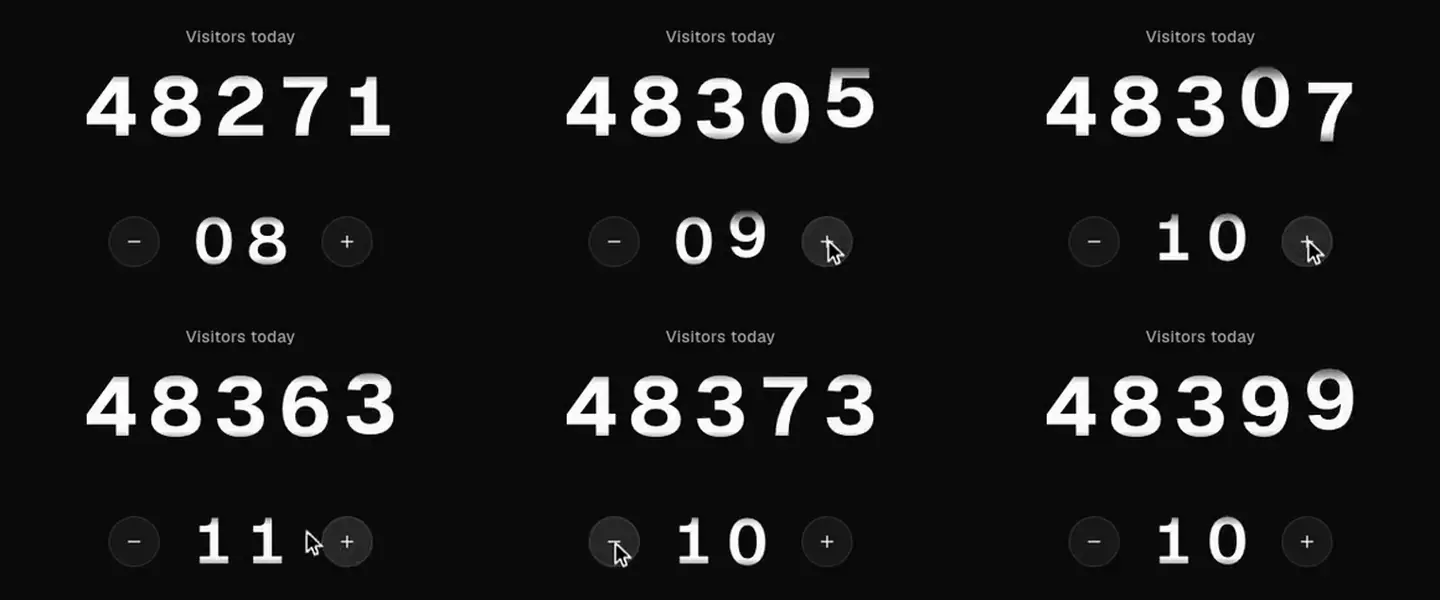 Visitors today
48271
− 08 +
Visitors today
48305
− 09 +
Visitors today
48307
− 10 +
Visitors today
48363
− 11 +
Visitors today
48373
− 10 +
Visitors today
48399
− 10 +